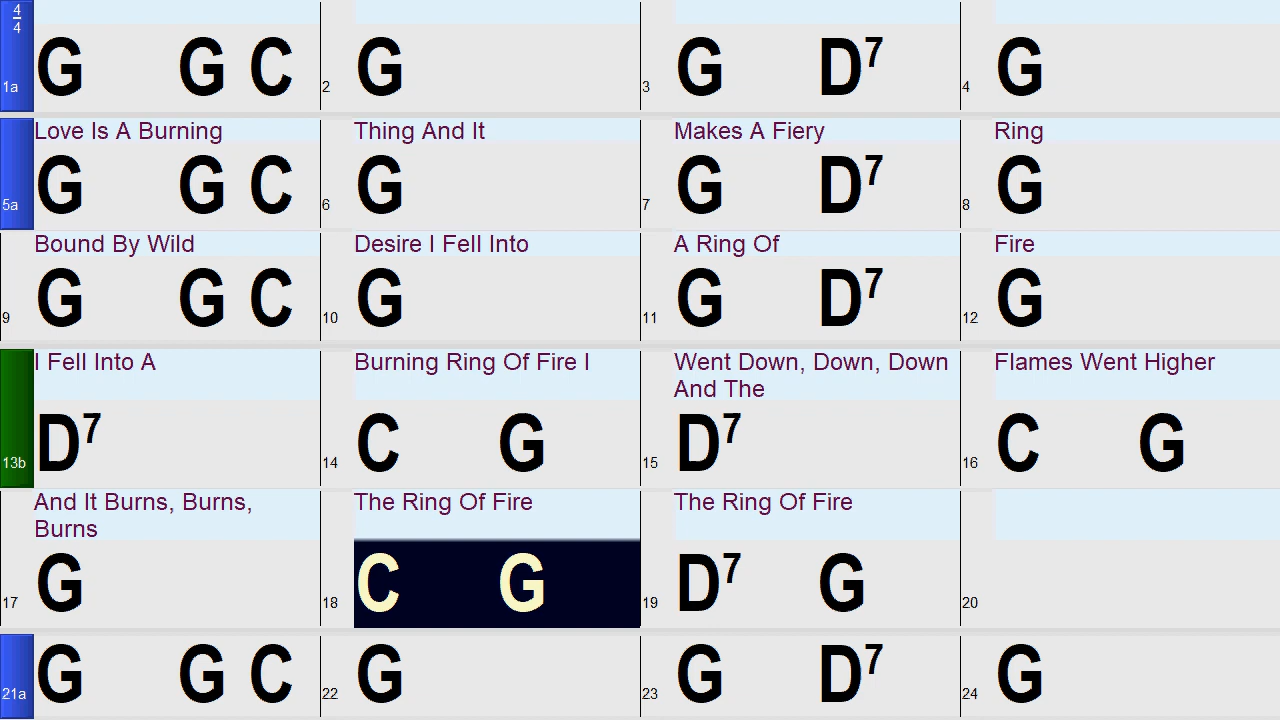 4
4
1a G G C 2 G 3 G D7 4 G
Love Is A Burning Thing And It Makes A Fiery Ring
5a G G C 6 G 7 G D7 8 G
Bound By Wild Desire I Fell Into A Ring Of Fire
9 G G C 10 G 11 G D7 12 G
I Fell Into A Burning Ring Of Fire I Went Down, Down, Down Flames Went Higher
And The
13b D7 14 C G 15 D7 16 C G
And It Burns, Burns, The Ring Of Fire The Ring Of Fire
Burns
17 G 18 C G 19 D7 G 20
21a G G C 22 G 23 G D7 24 G